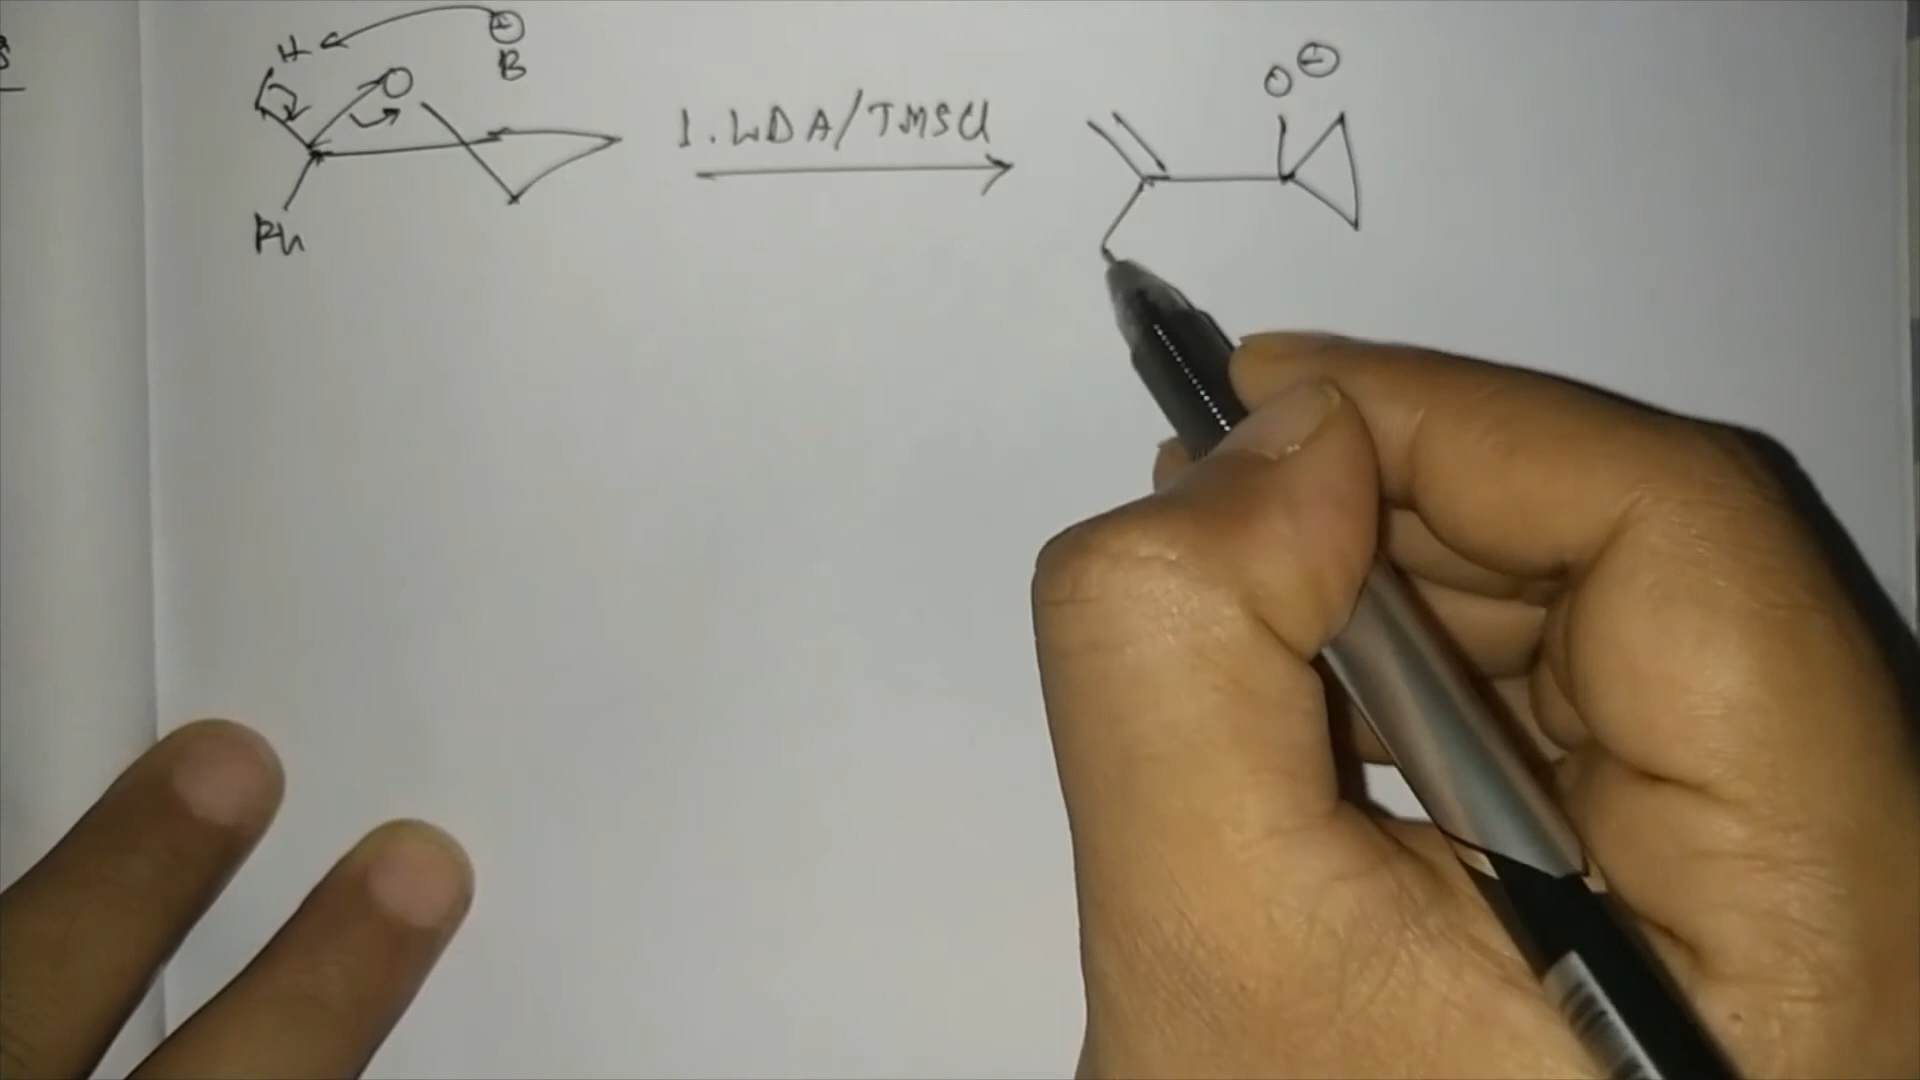 H
⊖
B
O
Ph
1. LDA/TMSCl
O ⊖